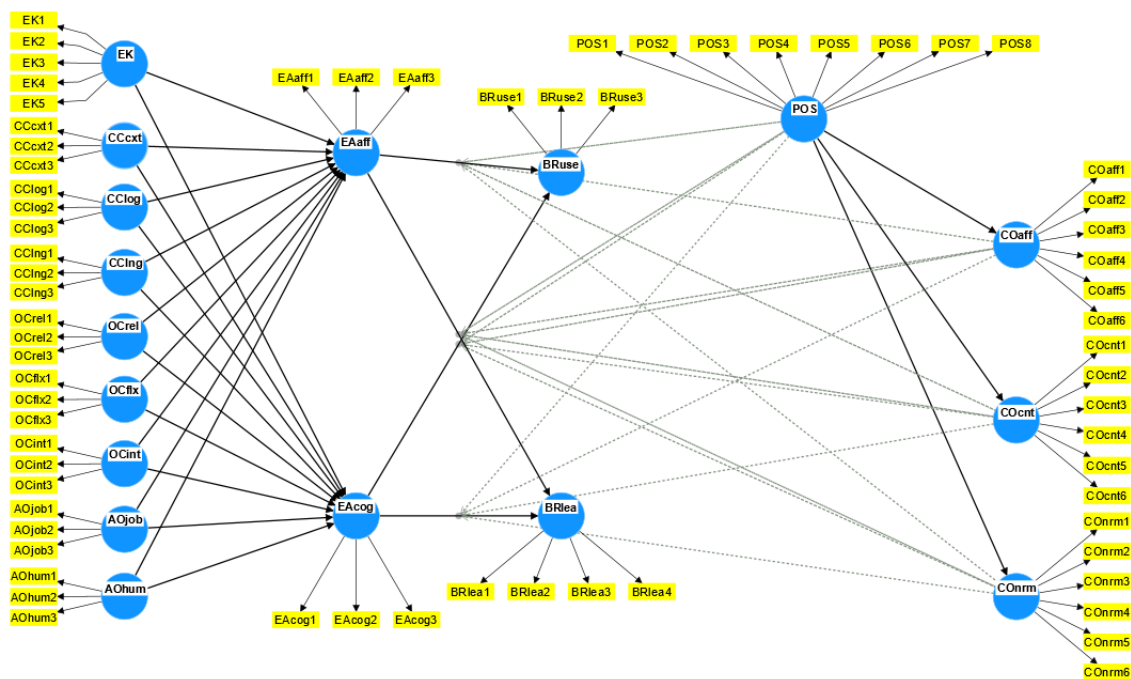 EK1
EK2
EK3
EK4
EK5
EK
CCcxt1
CCcxt2
CCcxt3
CCcxt
CClog1
CClog2
CClog3
CClog
CClng1
CClng2
CClng3
CClng
OCrel1
OCrel2
OCrel3
OCrel
OCflx1
OCflx2
OCflx3
OCflx
OCint1
OCint2
OCint3
OCint
AOjob1
AOjob2
AOjob3
AOjob
AOhum1
AOhum2
AOhum3
AOhum
EAaff1 EAaff2 EAaff3
EAaff
EAcog
EAcog1 EAcog2 EAcog3
BRuse1 BRuse2 BRuse3
BRuse
BRlea
BRlea1 BRlea2 BRlea3 BRlea4
POS1 POS2 POS3 POS4 POS5 POS6 POS7 POS8
POS
COaff
COaff1
COaff2
COaff3
COaff4
COaff5
COaff6
COcnt
COcnt1
COcnt2
COcnt3
COcnt4
COcnt5
COcnt6
COnrm
COnrm1
COnrm2
COnrm3
COnrm4
COnrm5
COnrm6